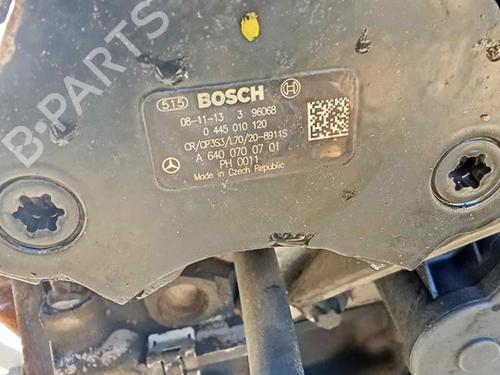 515 BOSCH
08-11-13 3 96068
0 445 010 120
CR/CP3S3/L70/20-8911S
A 640 070 07 01
PH 0011
Made in Czech Republic
B-PARTS